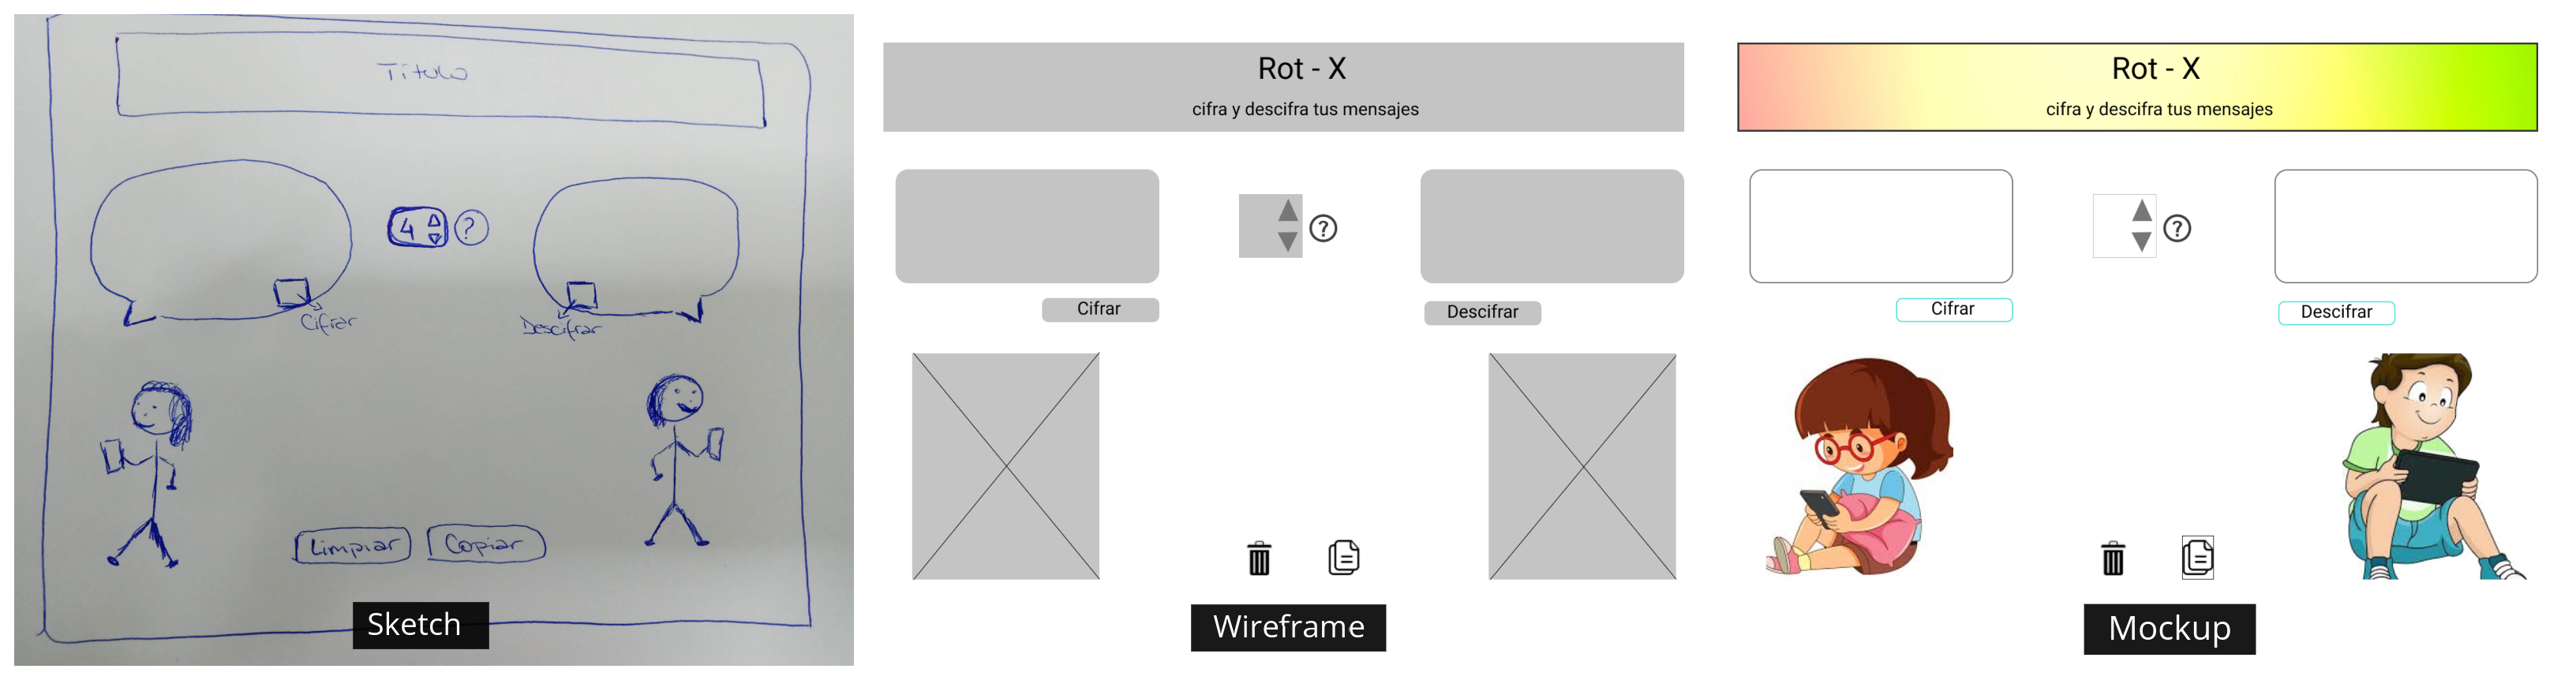 Titulo
4
?
Cifrar
Descifrar
Limpiar
Copiar
Sketch
Rot - X
cifra y descifra tus mensajes
?
Cifrar
Descifrar
Wireframe
Rot - X
cifra y descifra tus mensajes
?
Cifrar
Descifrar
Mockup